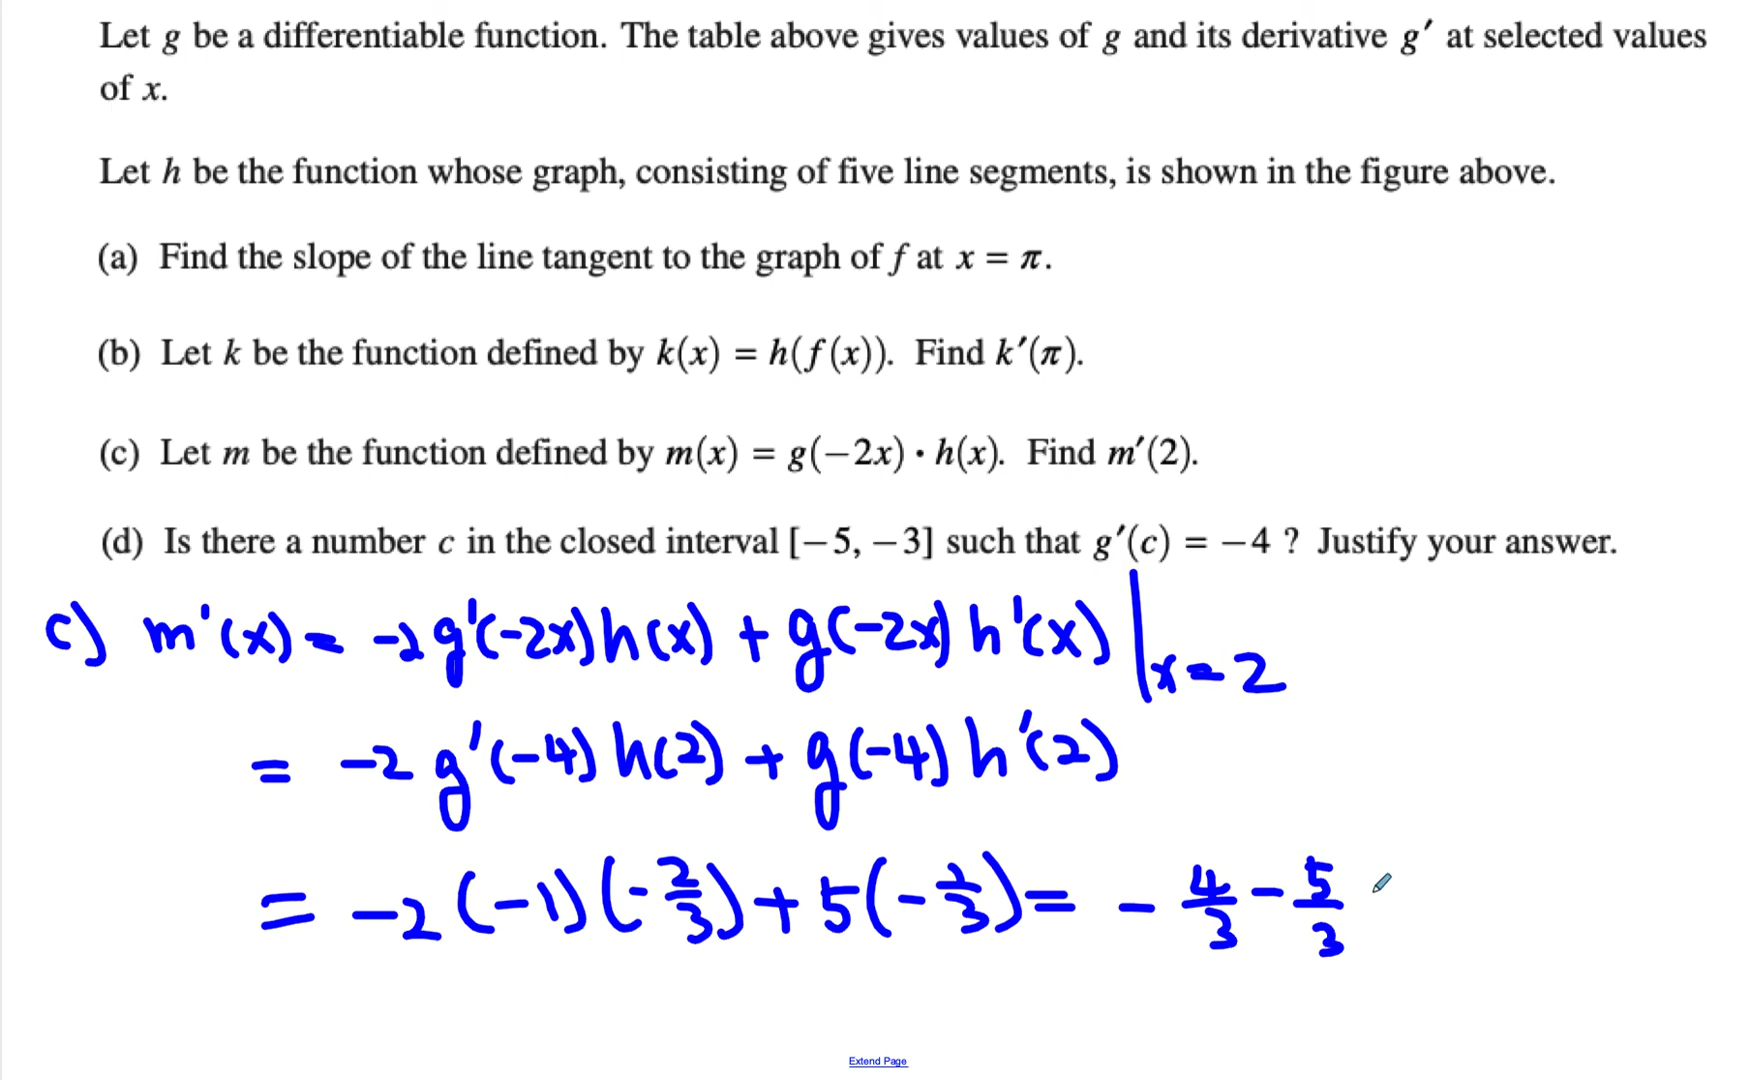 Let g be a differentiable function. The table above gives values of g and its derivative g′ at selected values
of x.
Let h be the function whose graph, consisting of five line segments, is shown in the figure above.
(a) Find the slope of the line tangent to the graph of f at x = π.
(b) Let k be the function defined by k(x) = h(f(x)). Find k′(π).
(c) Let m be the function defined by m(x) = g(−2x) • h(x). Find m′(2).
(d) Is there a number c in the closed interval [−5, −3] such that g′(c) = −4 ? Justify your answer.
c) m'(x) = -2g'(-2x)h(x) + g(-2x)h'(x) |x=2
= -2g'(-4)h(2) + g(-4)h'(2)
= -2(-1)(-2/3) + 5(-1/3) = -4/3 - 5/3
Extend Page